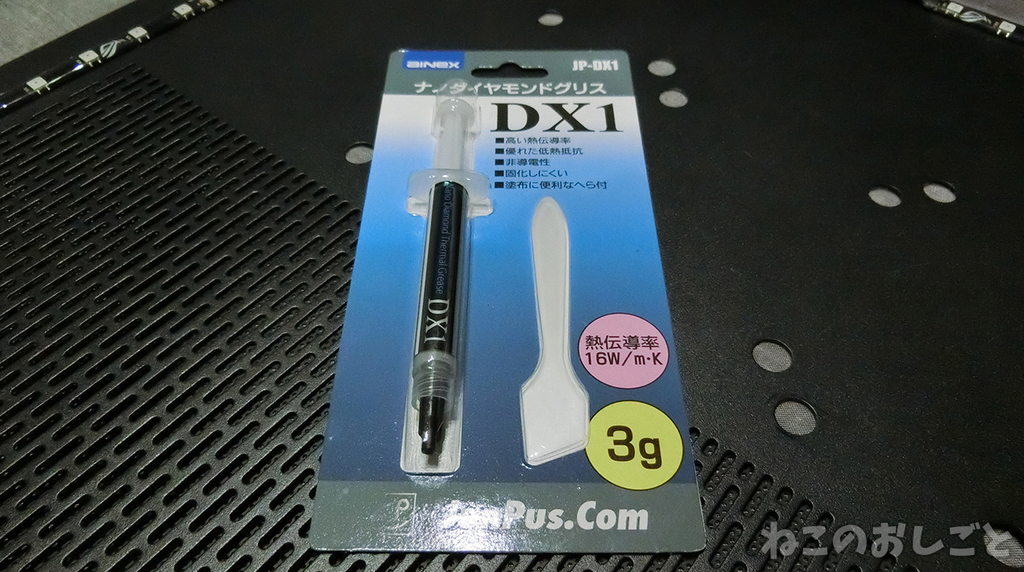 AINEX
JP-DX1
ナノダイヤモンドグリス
DX1
■高い熱伝導率
■優れた低熱抵抗
■非導電性
■固化しにくい
■塗布に便利なへら付
Diamond Thermal Grease DX1
熱伝導率
16W/m・K
3g
Pus.Com
ねこのおしごと